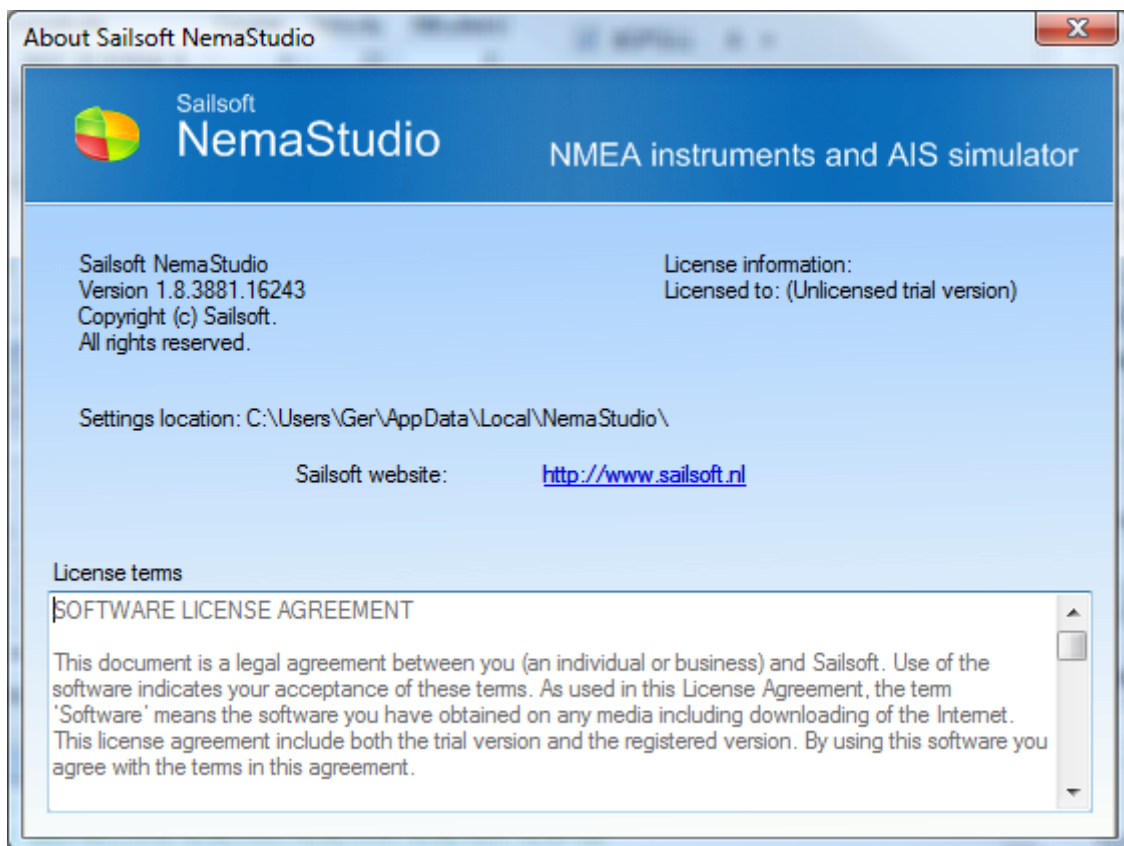 About Sailsoft NemaStudio
Sailsoft
NemaStudio
NMEA instruments and AIS simulator
Sailsoft NemaStudio
Version 1.8.3881.16243
Copyright (c) Sailsoft.
All rights reserved.
License information:
Licensed to: (Unlicensed trial version)
Settings location: C:\Users\Ger\AppData\Local\NemaStudio\
Sailsoft website: http://www.sailsoft.nl
License terms
SOFTWARE LICENSE AGREEMENT
This document is a legal agreement between you (an individual or business) and Sailsoft. Use of the
software indicates your acceptance of these terms. As used in this License Agreement, the term
'Software' means the software you have obtained on any media including downloading of the Internet.
This license agreement include both the trial version and the registered version. By using this software you
agree with the terms in this agreement.